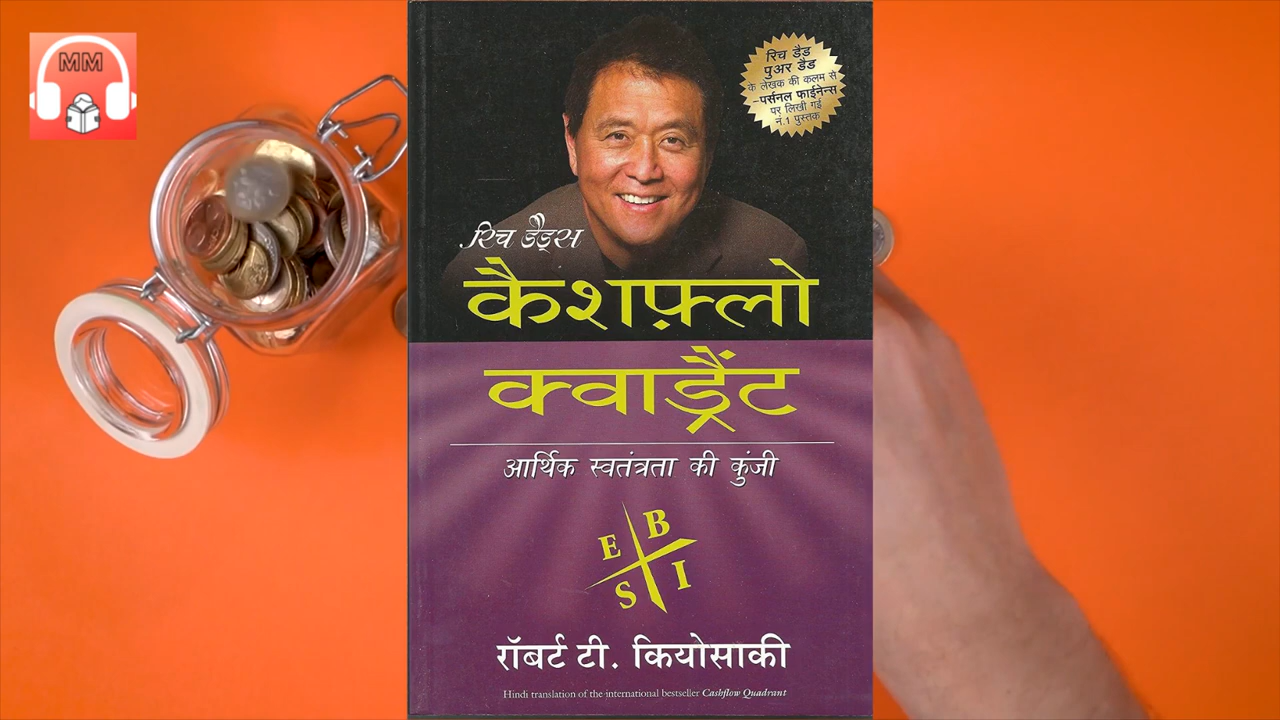 MM
रिच डैड
पुअर डैड
के लेखक की कलम से
-पर्सनल फाईनेन्स
पर लिखी गई
नं.1 पुस्तक
रिच डैड्स
कैशफ़्लो
क्वाड्रैंट
आर्थिक स्वतंत्रता की कुंजी
E B
S I
रॉबर्ट टी. कियोसाकी
Hindi translation of the international bestseller Cashflow Quadrant